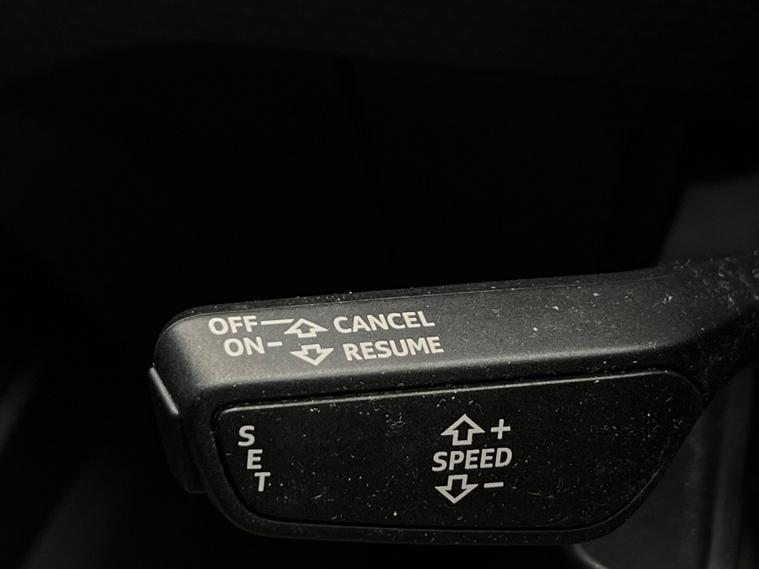 OFF CANCEL
ON RESUME
SET
+
SPEED
-